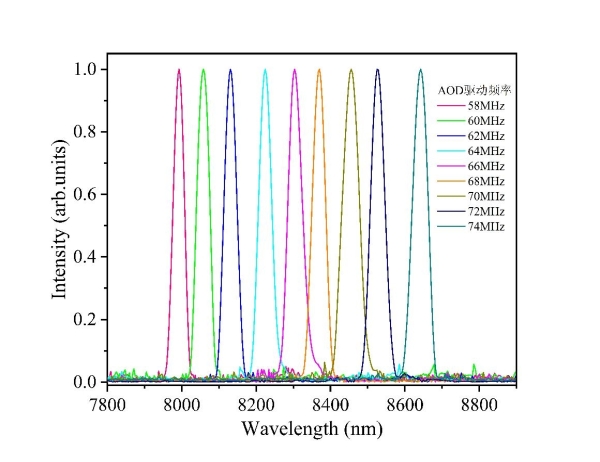 AOD驱动频率
58MHz
60MHz
62MHz
64MHz
66MHz
68MHz
70MHz
72MHz
74MHz
1.0
0.8
0.6
0.4
0.2
0.0
Intensity (arb.units)
7800 8000 8200 8400 8600 8800
Wavelength (nm)